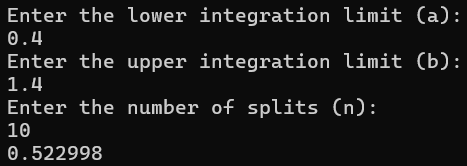 Enter the lower integration limit (a):
0.4
Enter the upper integration limit (b):
1.4
Enter the number of splits (n):
10
0.522998